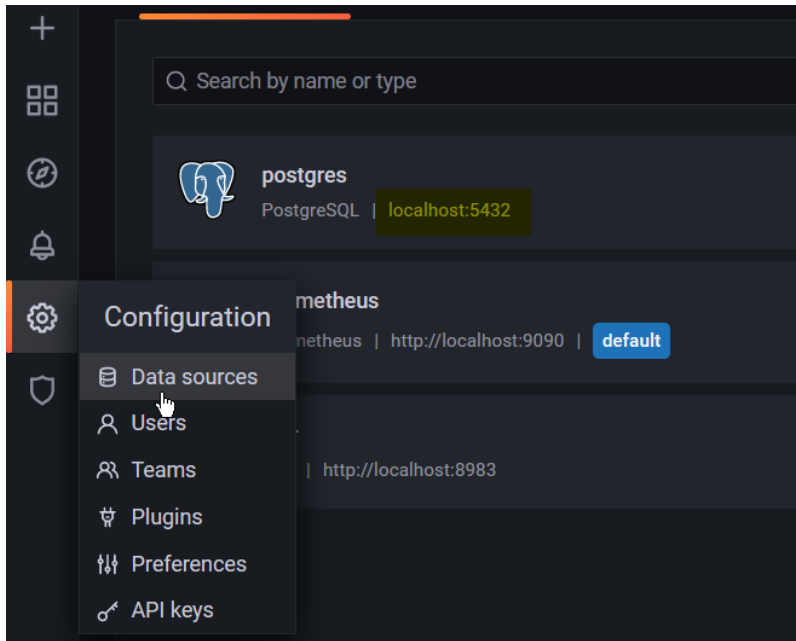 Search by name or type
postgres
PostgreSQL | localhost:5432
metheus
metheus | http://localhost:9090 | default
| http://localhost:8983
Configuration
Data sources
Users
Teams
Plugins
Preferences
API keys